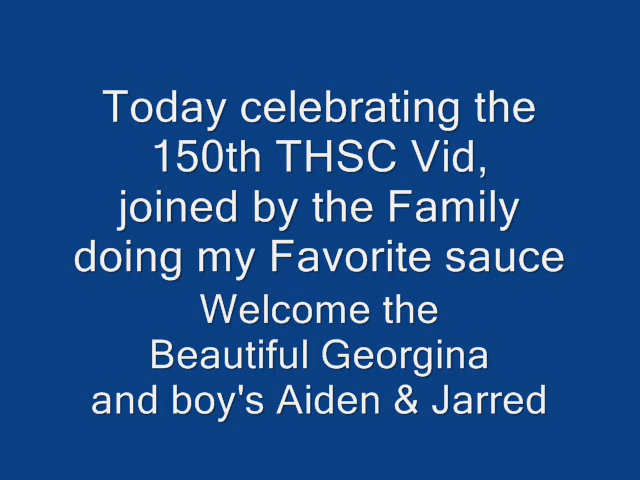 Today celebrating the
150th THSC Vid,
joined by the Family
doing my Favorite sauce
Welcome the
Beautiful Georgina
and boy's Aiden & Jarred